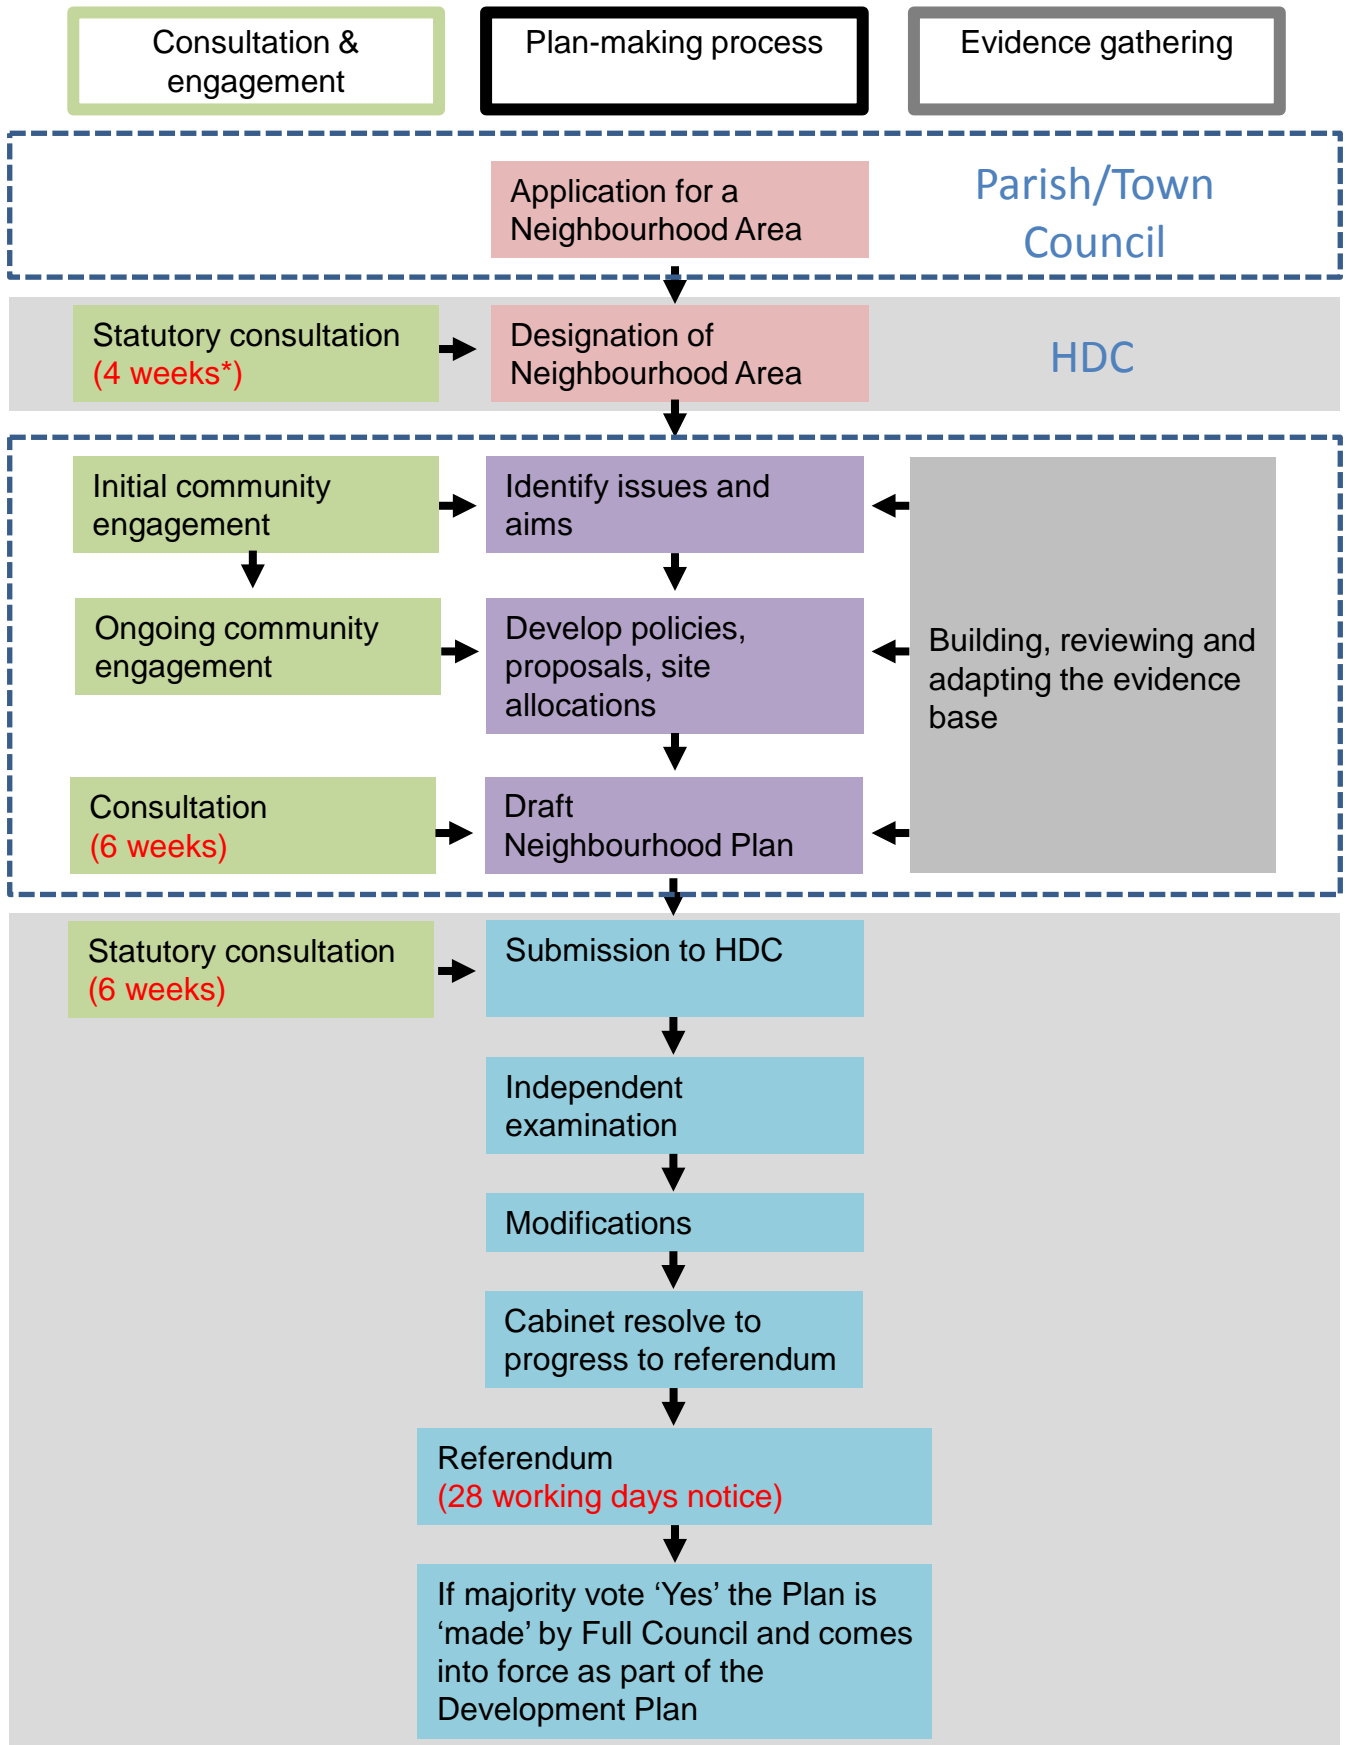 Consultation &
engagement
Plan-making process
Evidence gathering
Application for a
Neighbourhood Area
Parish/Town
Council
Statutory consultation
(4 weeks*)
Designation of
Neighbourhood Area
HDC
Initial community
engagement
Identify issues and
aims
Ongoing community
engagement
Develop policies,
proposals, site
allocations
Building, reviewing and
adapting the evidence
base
Consultation
(6 weeks)
Draft
Neighbourhood Plan
Statutory consultation
(6 weeks)
Submission to HDC
Independent
examination
Modifications
Cabinet resolve to
progress to referendum
Referendum
(28 working days notice)
If majority vote ‘Yes’ the Plan is
‘made’ by Full Council and comes
into force as part of the
Development Plan